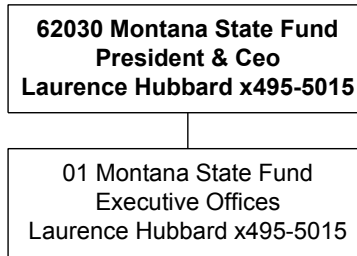 62030 Montana State Fund
President & Ceo
Laurence Hubbard x495-5015
01 Montana State Fund
Executive Offices
Laurence Hubbard x495-5015